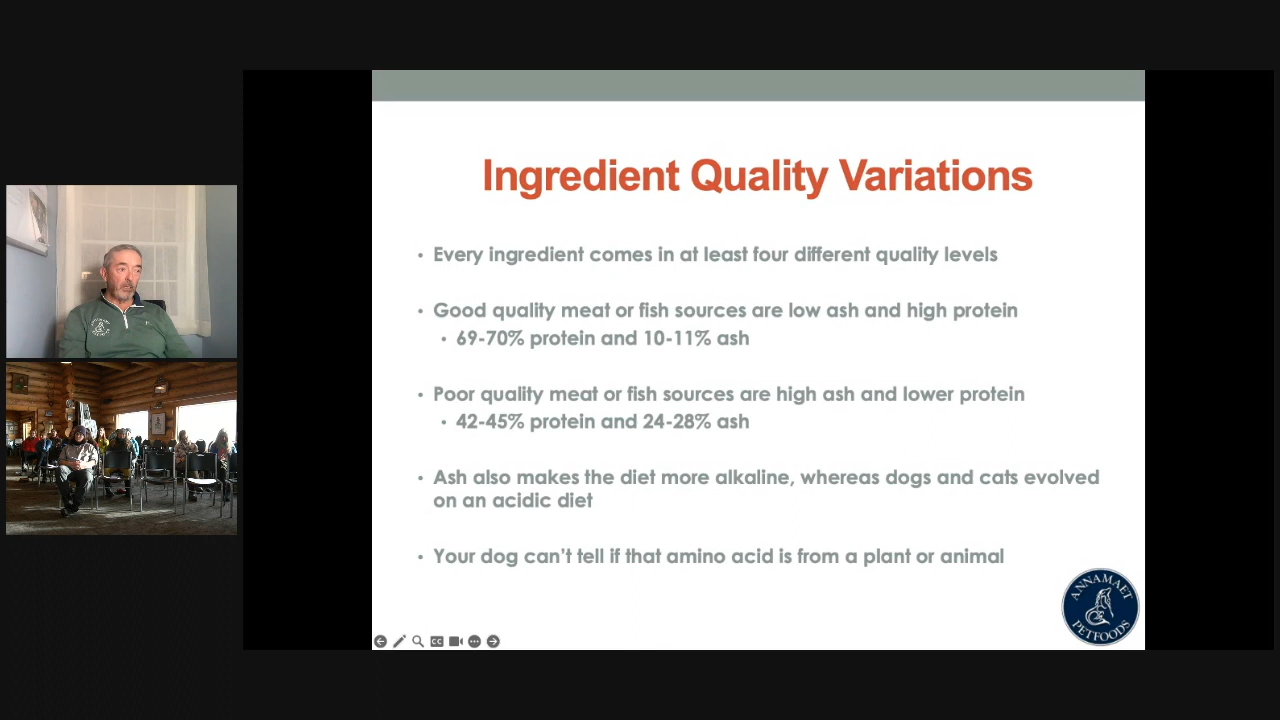 Ingredient Quality Variations
• Every ingredient comes in at least four different quality levels
• Good quality meat or fish sources are low ash and high protein
• 69-70% protein and 10-11% ash
• Poor quality meat or fish sources are high ash and lower protein
• 42-45% protein and 24-28% ash
• Ash also makes the diet more alkaline, whereas dogs and cats evolved
on an acidic diet
• Your dog can't tell if that amino acid is from a plant or animal
ANNAMAET
PETFOODS
CC